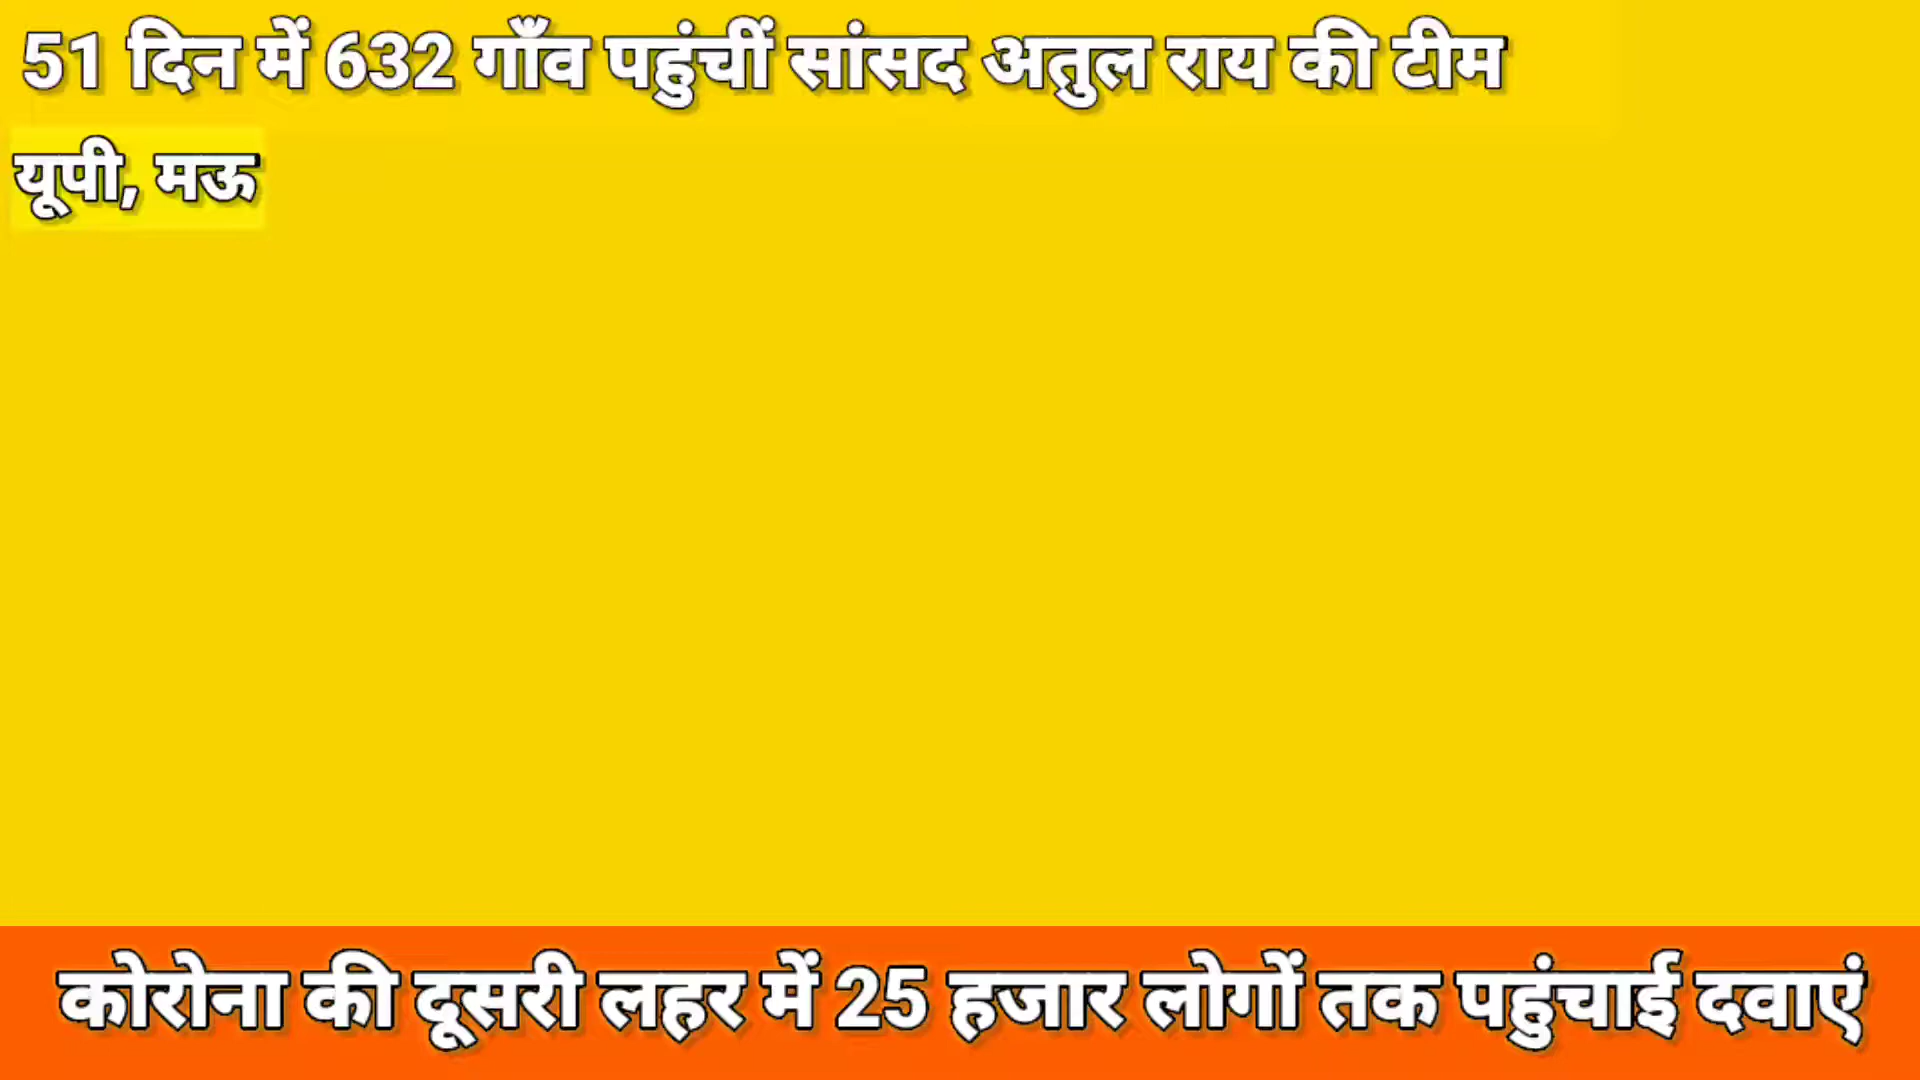 51 दिन में 632 गाँव पहुंचीं सांसद अतुल राय की टीम
यूपी, मऊ
कोरोना की दूसरी लहर में 25 हजार लोगों तक पहुंचाई दवाएं